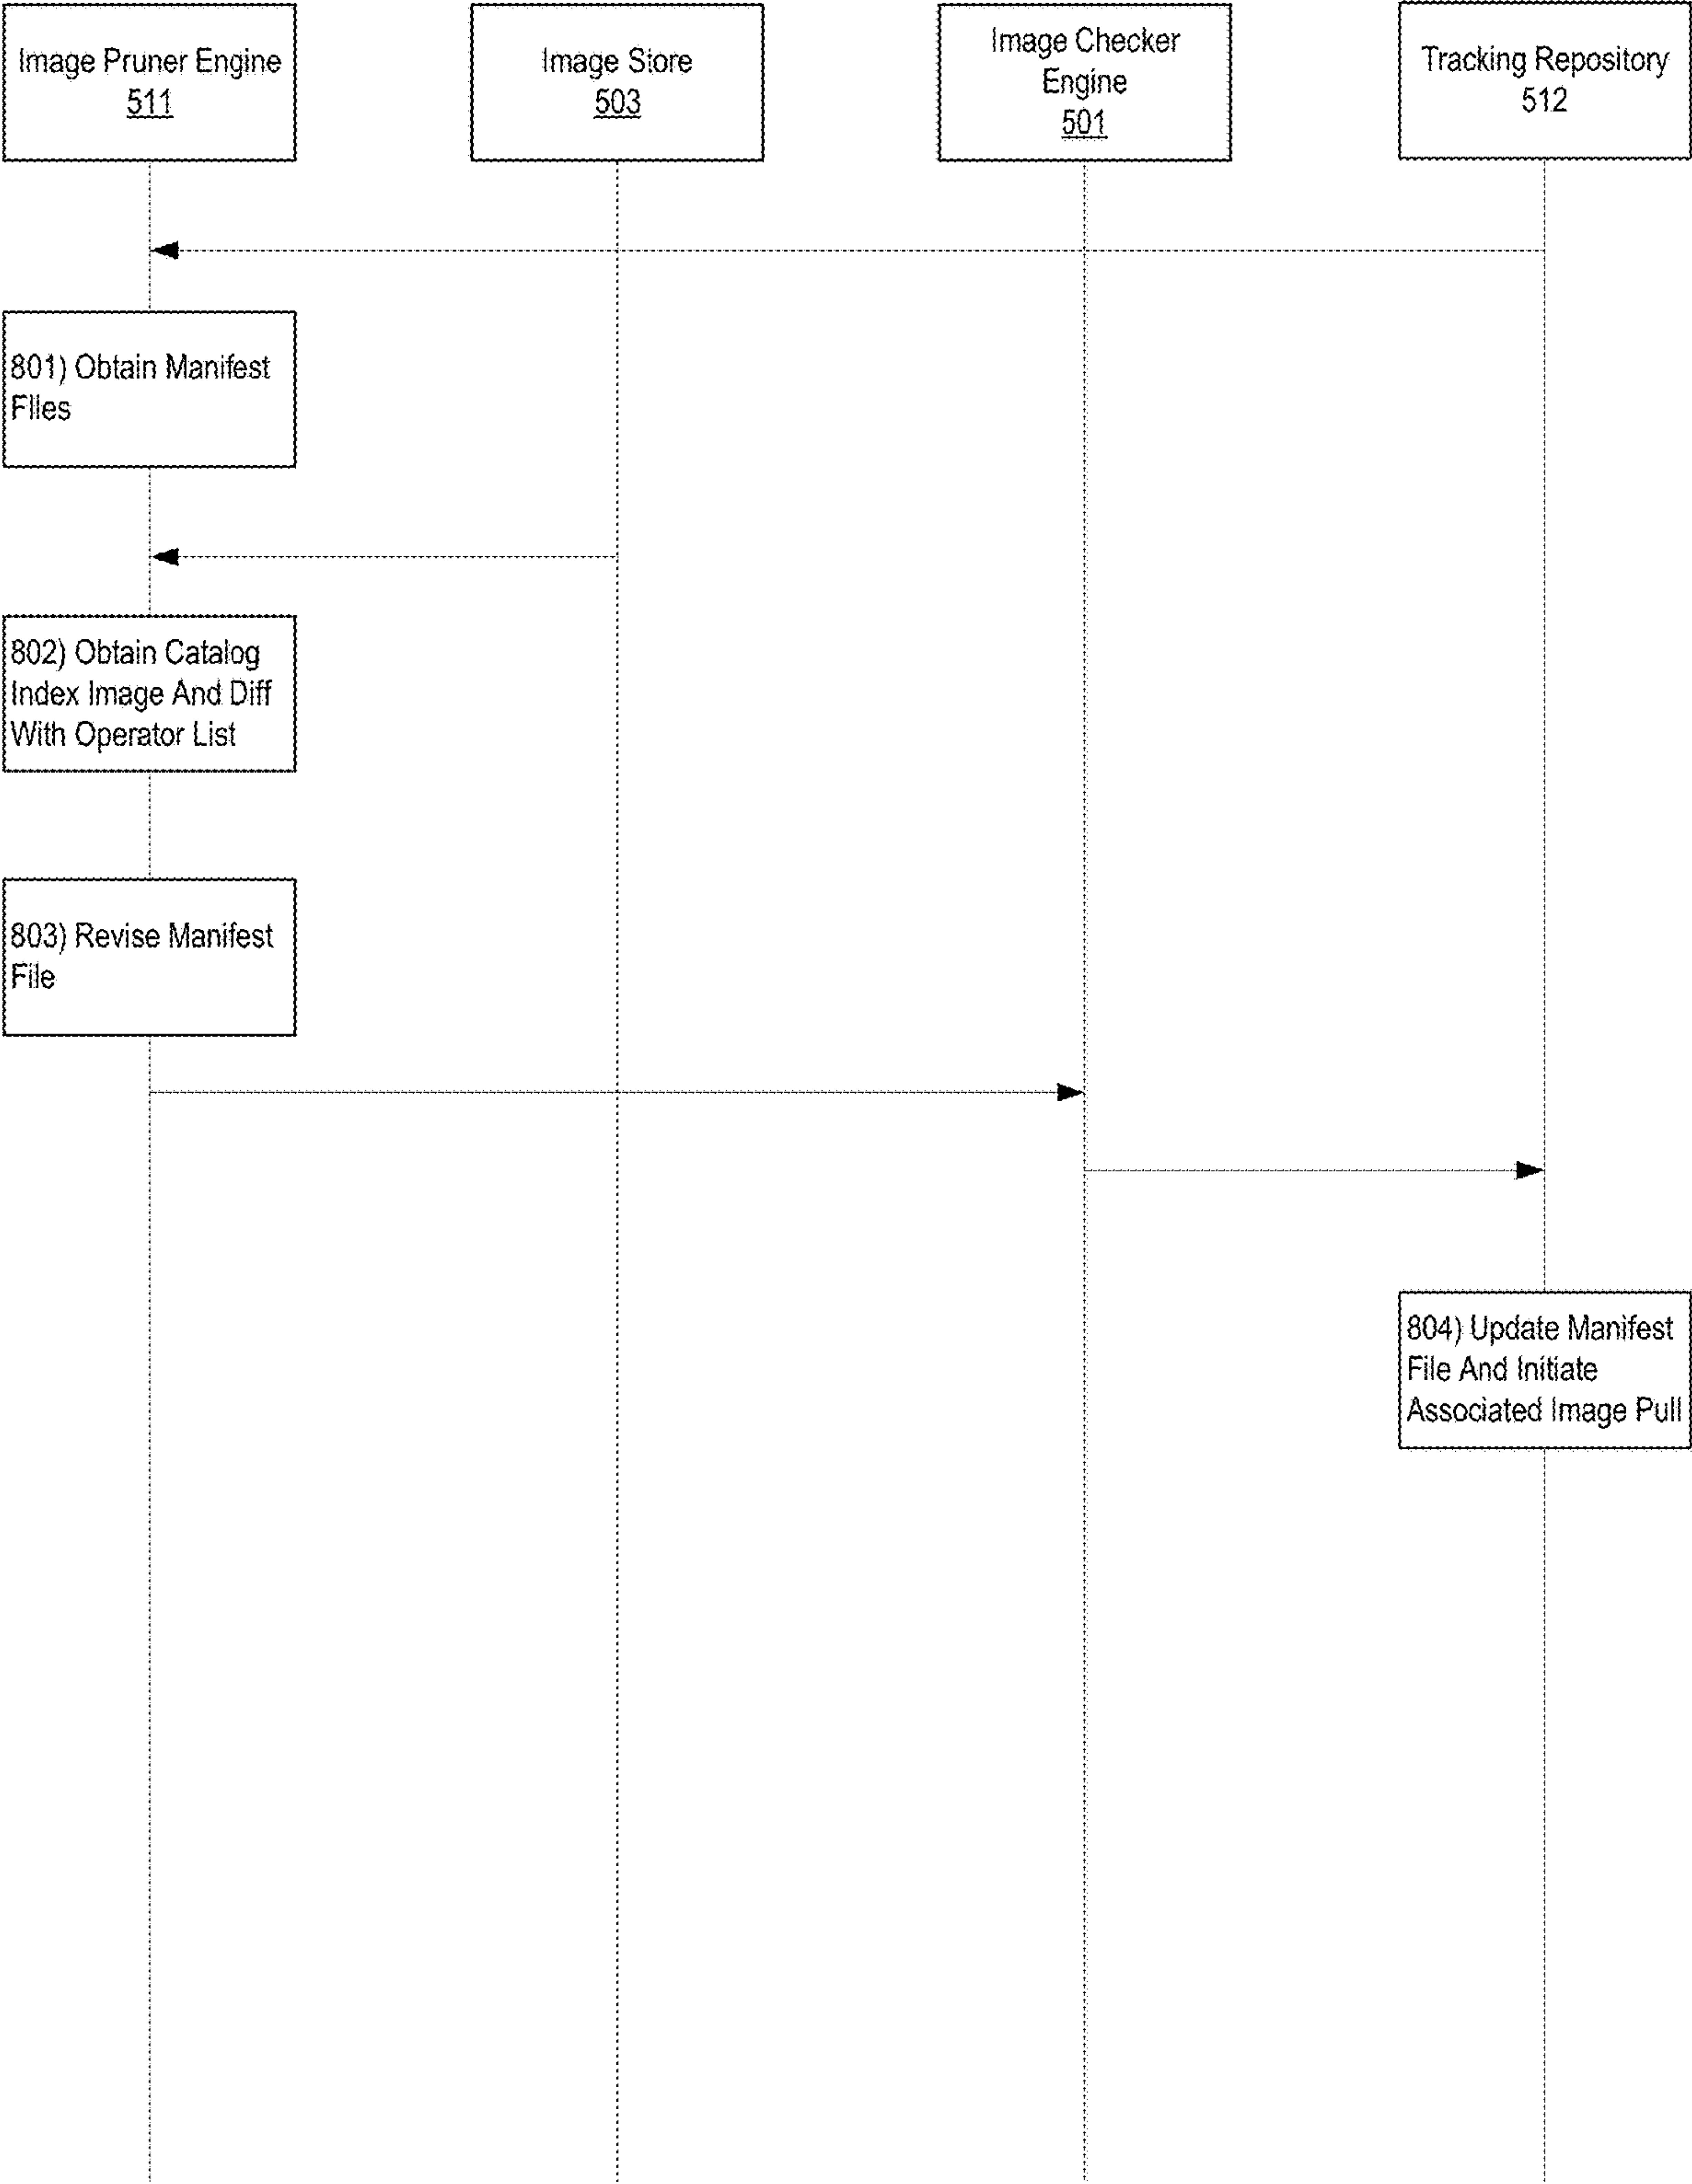 Image Pruner Engine
511
Image Store
503
Image Checker
Engine
501
Tracking Repository
512
801) Obtain Manifest
FIles
802) Obtain Catalog
Index Image And Diff
With Operator List
803) Revise Manifest
File
804) Update Manifest
File And Initiate
Associated Image Pull